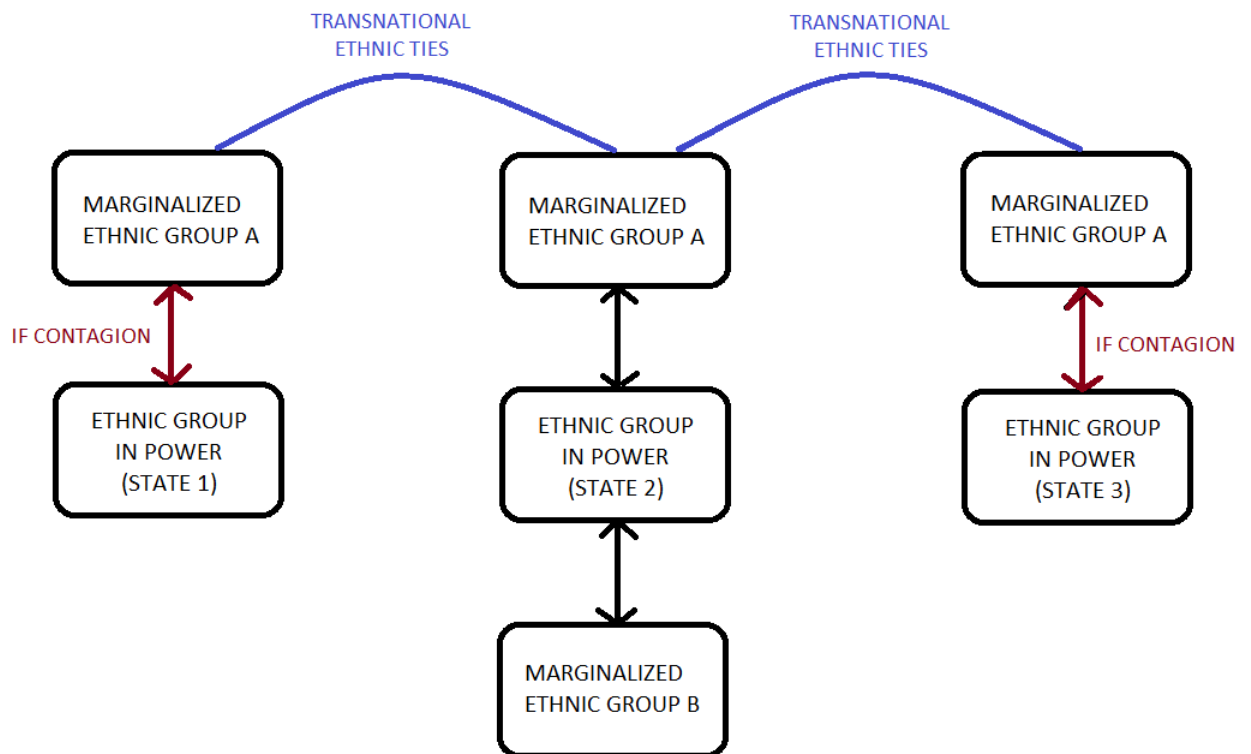 TRANSNATIONAL
ETHNIC TIES
TRANSNATIONAL
ETHNIC TIES
MARGINALIZED
ETHNIC GROUP A
MARGINALIZED
ETHNIC GROUP A
MARGINALIZED
ETHNIC GROUP A
IF CONTAGION
IF CONTAGION
ETHNIC GROUP
IN POWER
(STATE 1)
ETHNIC GROUP
IN POWER
(STATE 2)
ETHNIC GROUP
IN POWER
(STATE 3)
MARGINALIZED
ETHNIC GROUP B